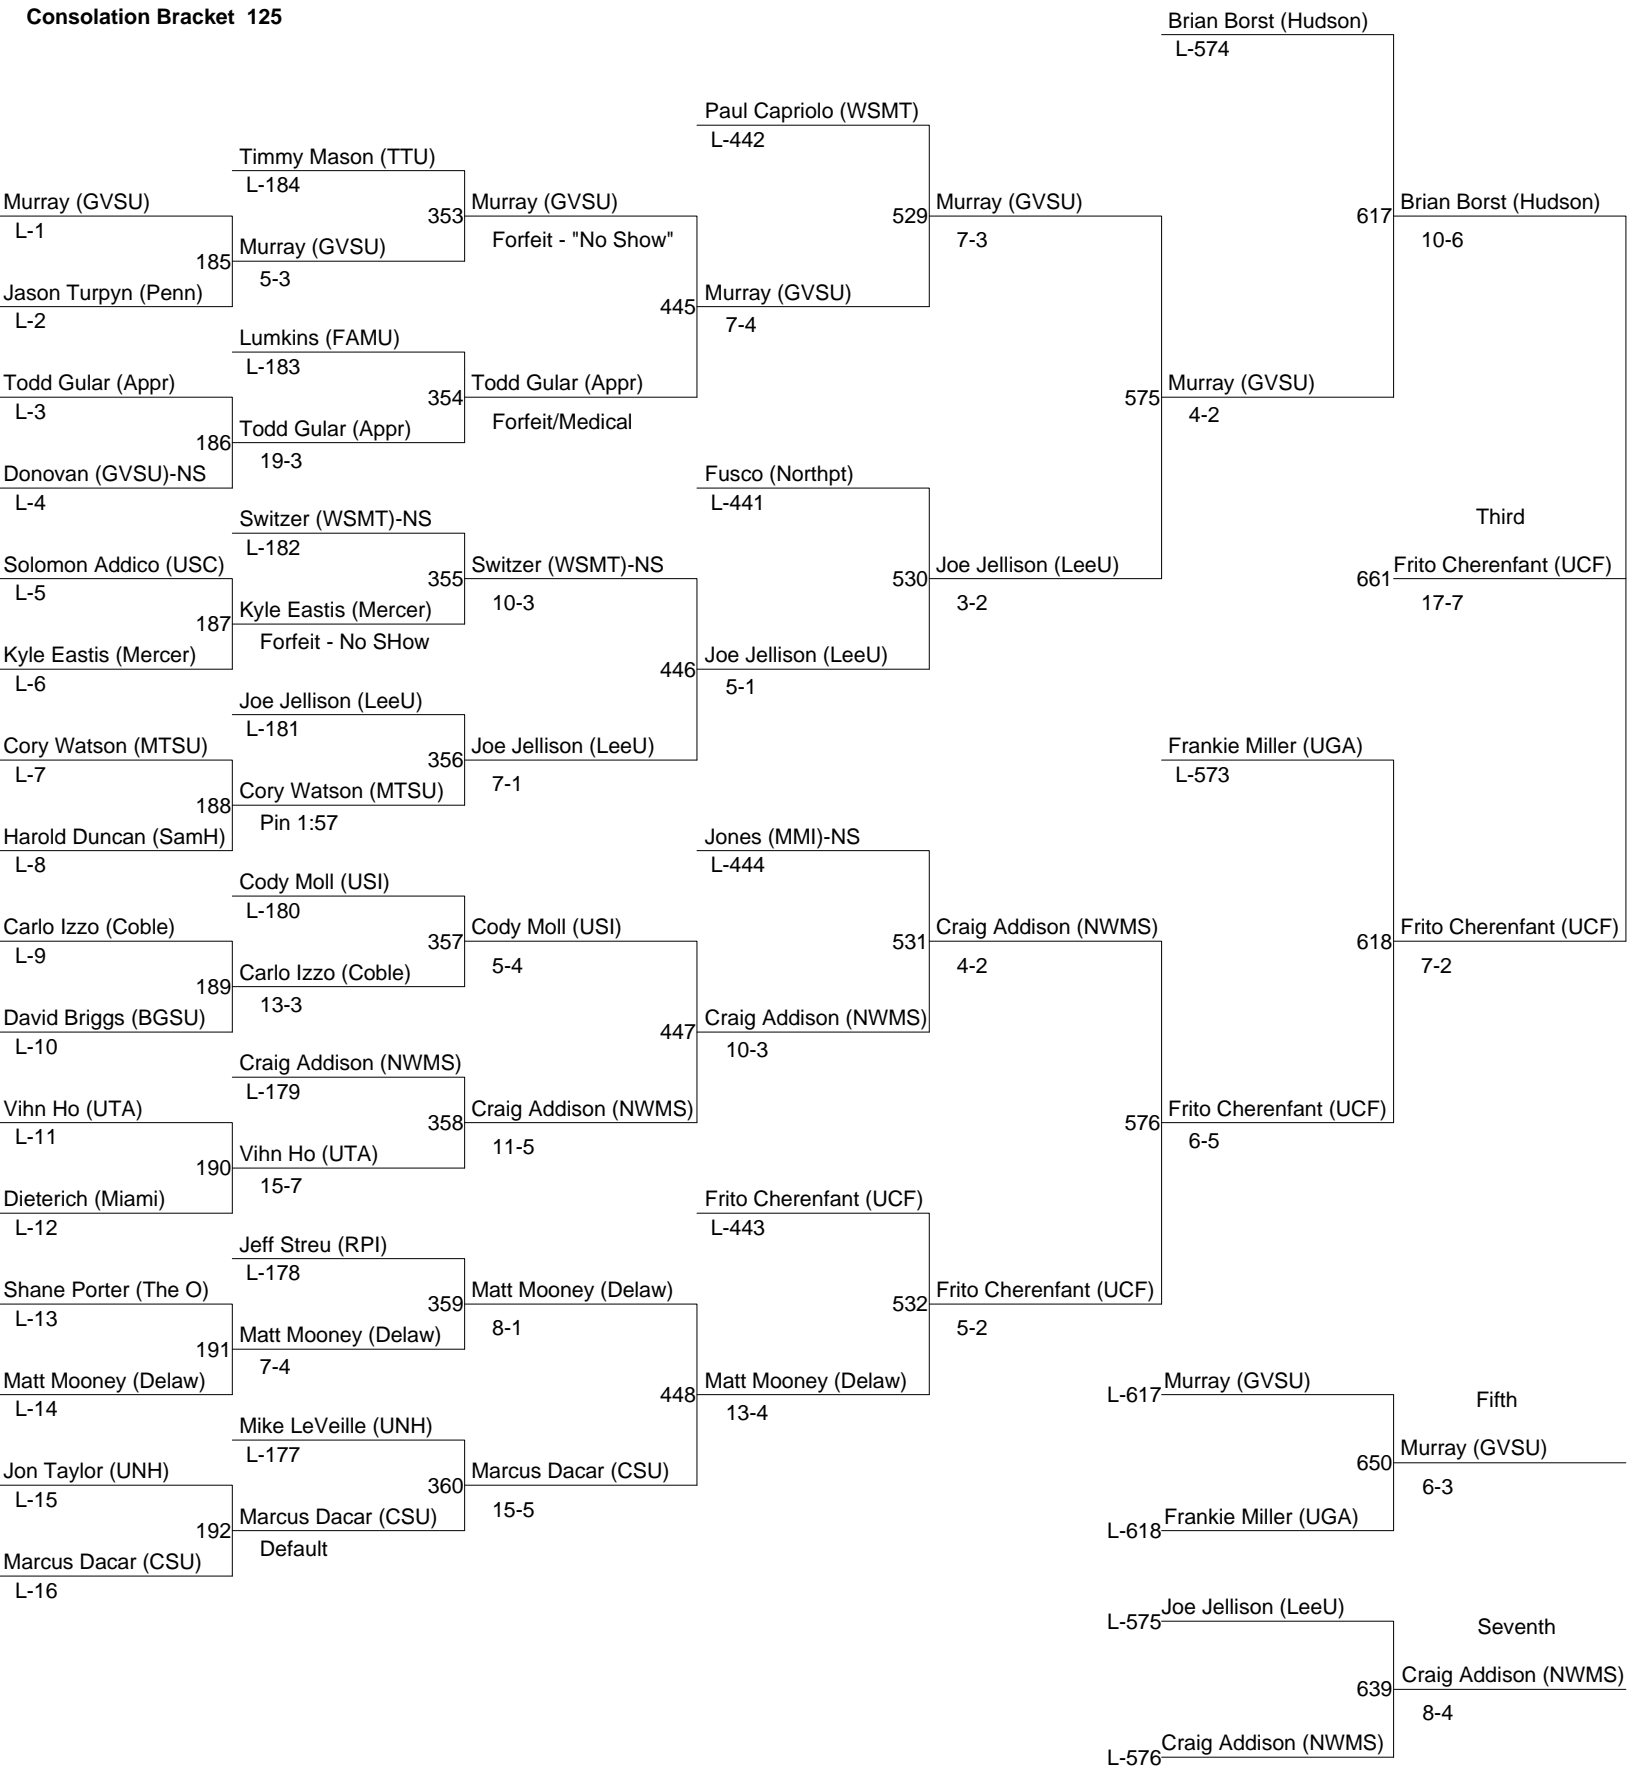 Consolation Bracket 125
Murray (GVSU)
L-1
Jason Turpyn (Penn)
L-2
Todd Gular (Appr)
L-3
Donovan (GVSU)-NS
L-4
Solomon Addico (USC)
L-5
Kyle Eastis (Mercer)
L-6
Cory Watson (MTSU)
L-7
Harold Duncan (SamH)
L-8
Carlo Izzo (Coble)
L-9
David Briggs (BGSU)
L-10
Vihn Ho (UTA)
L-11
Dieterich (Miami)
L-12
Shane Porter (The O)
L-13
Matt Mooney (Delaw)
L-14
Jon Taylor (UNH)
L-15
Marcus Dacar (CSU)
L-16
Timmy Mason (TTU)
L-184
185
Murray (GVSU)
5-3
Lumkins (FAMU)
L-183
186
Todd Gular (Appr)
19-3
Switzer (WSMT)-NS
L-182
187
Kyle Eastis (Mercer)
Forfeit - No SHow
Joe Jellison (LeeU)
L-181
188
Cory Watson (MTSU)
Pin 1:57
Cody Moll (USI)
L-180
189
Carlo Izzo (Coble)
13-3
Craig Addison (NWMS)
L-179
190
Vihn Ho (UTA)
15-7
Jeff Streu (RPI)
L-178
191
Matt Mooney (Delaw)
7-4
Mike LeVeille (UNH)
L-177
192
Marcus Dacar (CSU)
Default
353
Murray (GVSU)
Forfeit - "No Show"
354
Todd Gular (Appr)
Forfeit/Medical
355
Switzer (WSMT)-NS
10-3
356
Joe Jellison (LeeU)
7-1
357
Cody Moll (USI)
5-4
358
Craig Addison (NWMS)
11-5
359
Matt Mooney (Delaw)
8-1
360
Marcus Dacar (CSU)
15-5
Paul Capriolo (WSMT)
L-442
445
Murray (GVSU)
7-4
Fusco (Northpt)
L-441
446
Joe Jellison (LeeU)
5-1
Jones (MMI)-NS
L-444
447
Craig Addison (NWMS)
10-3
Frito Cherenfant (UCF)
L-443
448
Matt Mooney (Delaw)
13-4
529
Murray (GVSU)
7-3
530
Joe Jellison (LeeU)
3-2
531
Craig Addison (NWMS)
4-2
532
Frito Cherenfant (UCF)
5-2
Brian Borst (Hudson)
L-574
575
Murray (GVSU)
4-2
Frankie Miller (UGA)
L-573
576
Frito Cherenfant (UCF)
6-5
617
Brian Borst (Hudson)
10-6
Third
661
Frito Cherenfant (UCF)
17-7
618
Frito Cherenfant (UCF)
7-2
L-617
Murray (GVSU)
Fifth
650
Murray (GVSU)
6-3
L-618
Frankie Miller (UGA)
L-575
Joe Jellison (LeeU)
Seventh
639
Craig Addison (NWMS)
8-4
L-576
Craig Addison (NWMS)